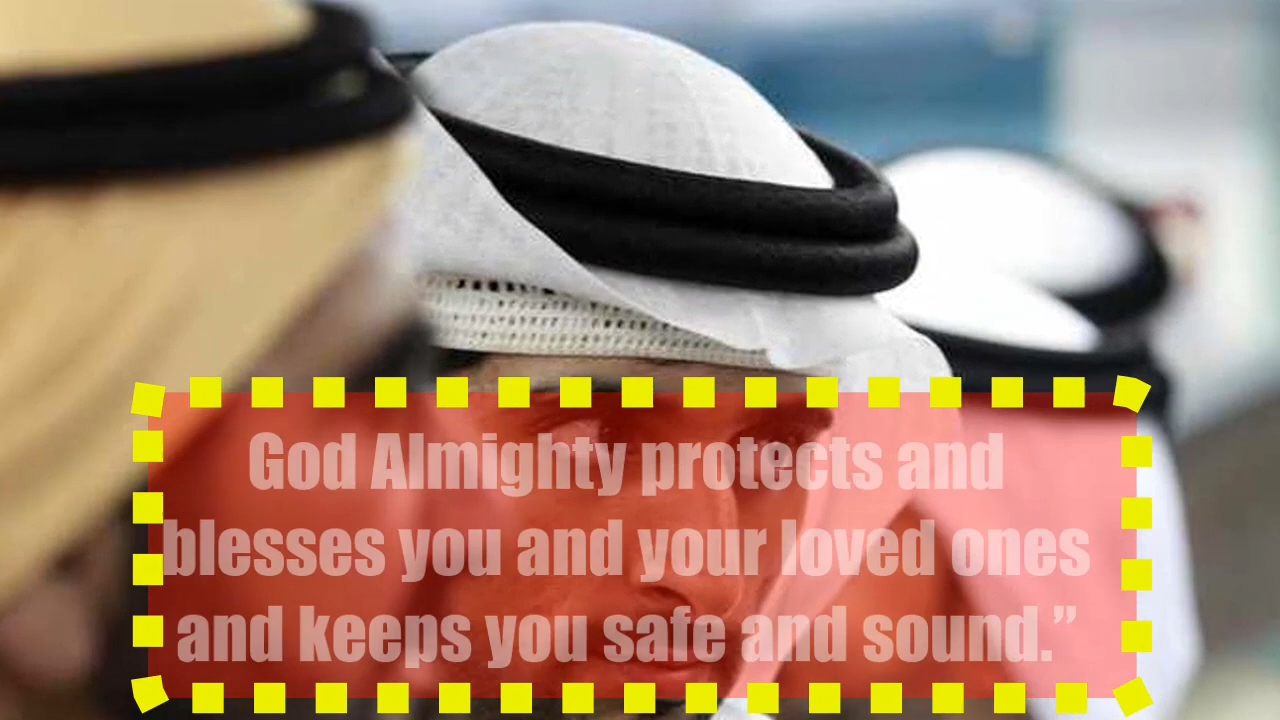 God Almighty protects and
blesses you and your loved ones
and keeps you safe and sound.”